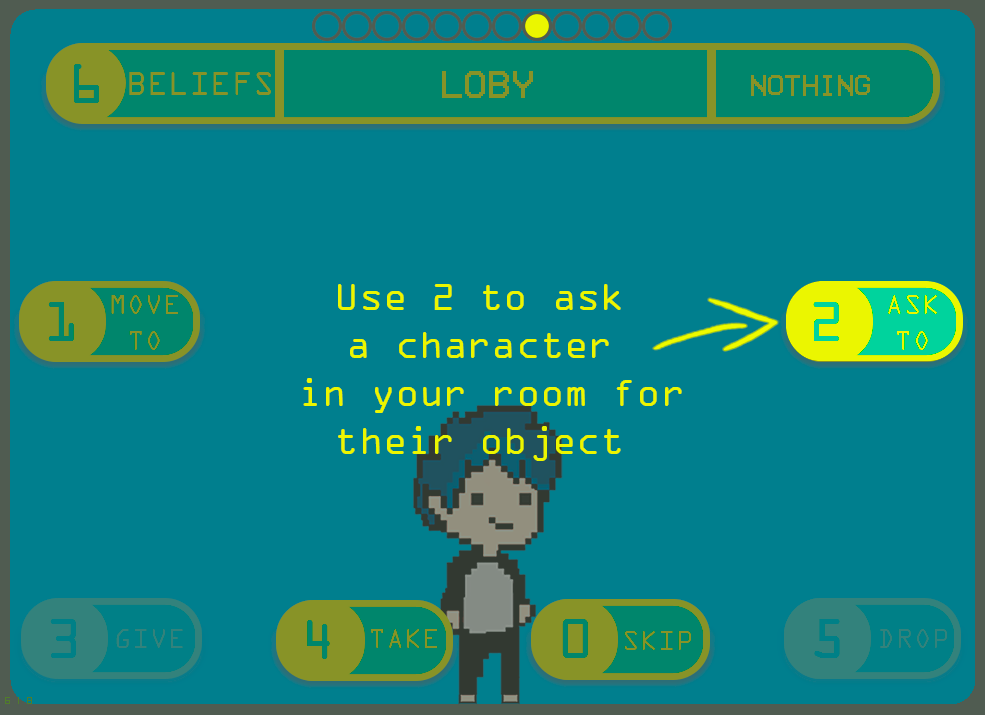 6 BELIEFS
LOBY
NOTHING
1 MOVE TO
Use 2 to ask
a character
in your room for
their object
2 ASK TO
3 GIVE
4 TAKE
0 SKIP
5 DROP